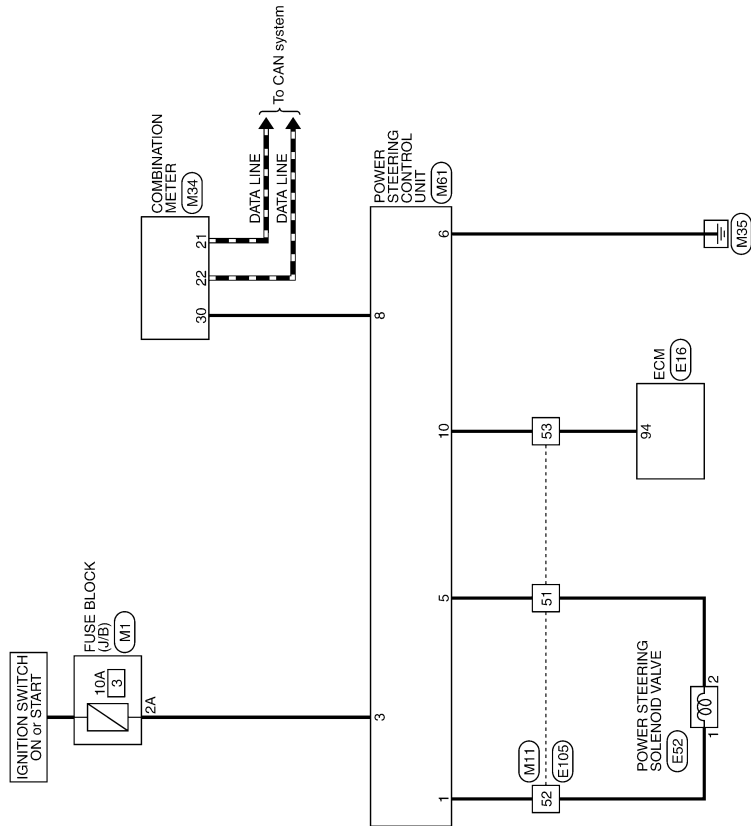 IGNITION SWITCH
ON or START
FUSE BLOCK
(J/B)
M1
10A
3
2A
COMBINATION
METER
M34
30
22
21
DATA LINE
DATA LINE
To CAN system
POWER
STEERING
CONTROL
UNIT
M61
3
8
1
5
10
6
M11
E105
52
51
53
94
ECM
E16
M35
POWER STEERING
SOLENOID VALVE
E52
1
2